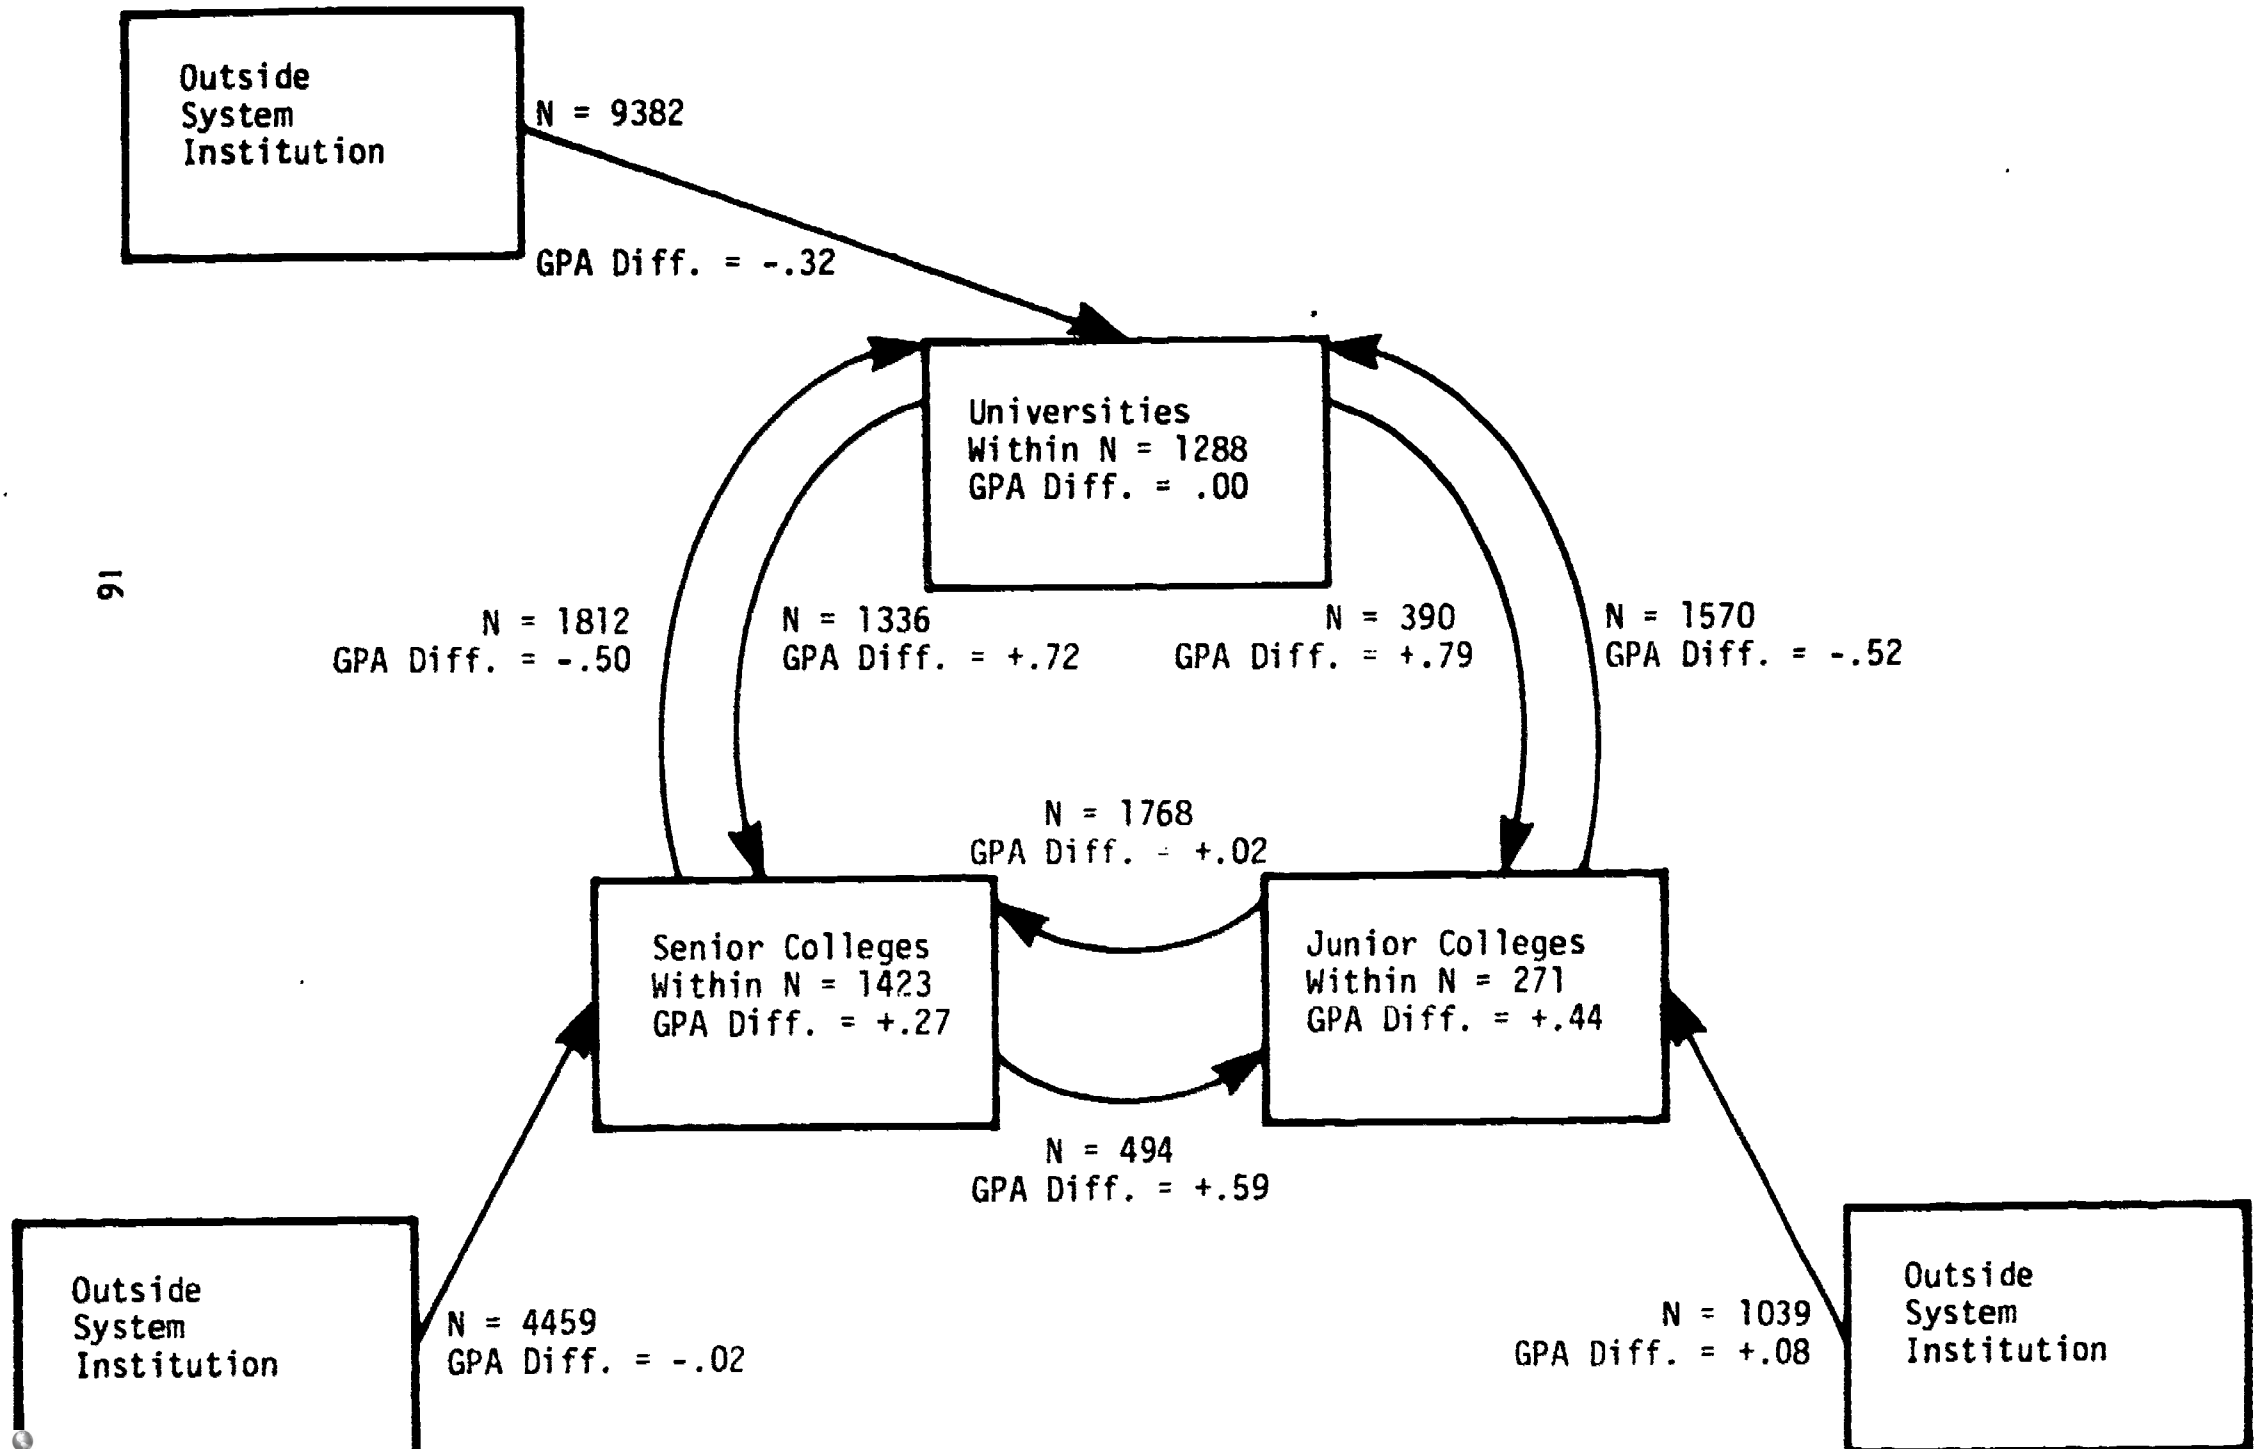 Outside
System
Institution
N = 9382
GPA Diff. = -.32
Universities
Within N = 1288
GPA Diff. = .00
16
N = 1812
GPA Diff. = -.50
N = 1336
GPA Diff. = +.72
N = 390
GPA Diff. = +.79
N = 1570
GPA Diff. = -.52
N = 1768
GPA Diff. = +.02
Senior Colleges
Within N = 1423
GPA Diff. = +.27
Junior Colleges
Within N = 271
GPA Diff. = +.44
N = 494
GPA Diff. = +.59
Outside
System
Institution
N = 4459
GPA Diff. = -.02
N = 1039
GPA Diff. = +.08
Outside
System
Institution